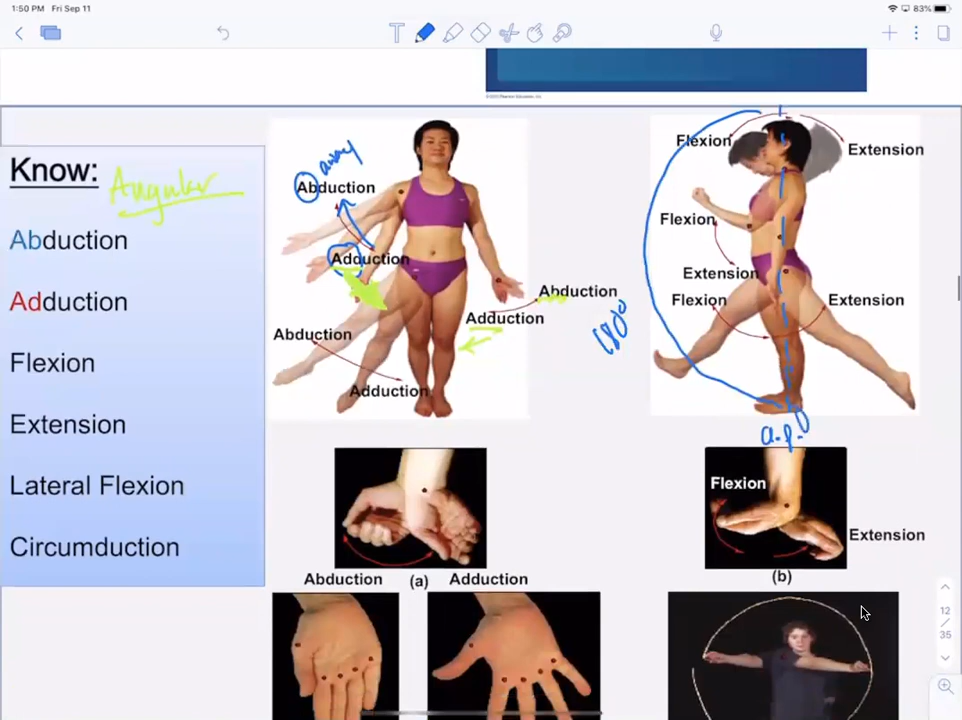 1:50 PM Fri Sep 11
83%
T
Know:
Angular
Abduction
Adduction
Flexion
Extension
Lateral Flexion
Circumduction
away
Abduction
Adduction
Abduction
Adduction
Abduction
Adduction
180°
Flexion
Extension
Flexion
Extension
Flexion
Extension
a.p.
Abduction
(a)
Adduction
Flexion
Extension
(b)
12
/
35